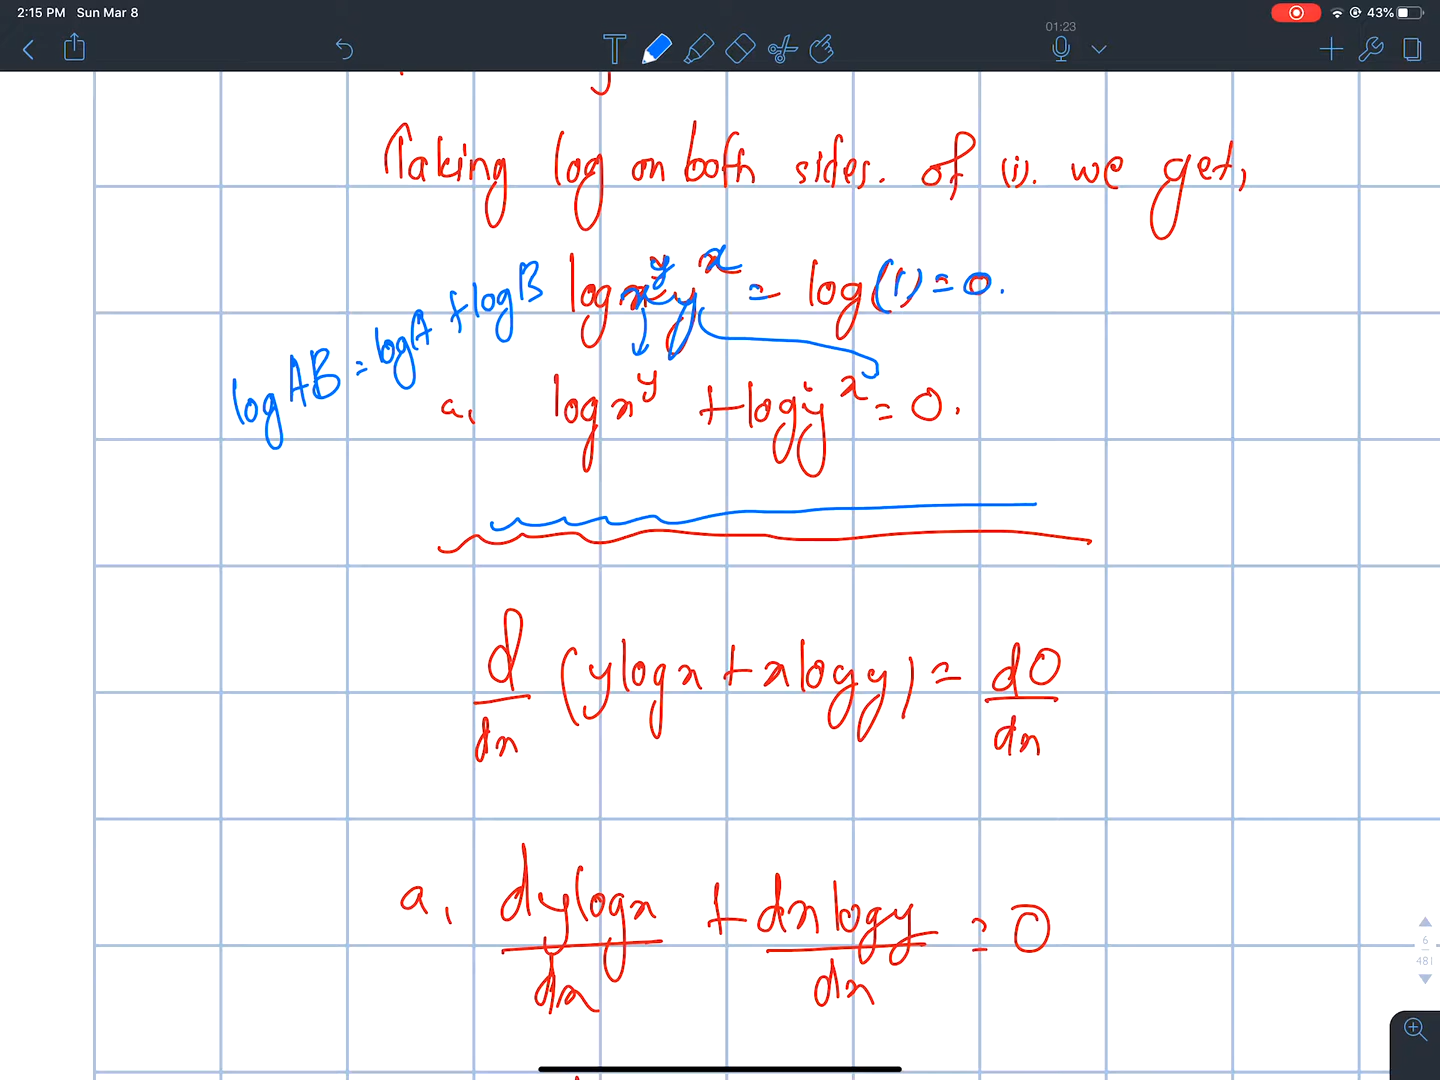 2:15 PM Sun Mar 8
43%
01:23
T
Taking log on both sides. of (i). we get,
log AB = log A + log B
log x^y y^x = log (1) = 0.
a, log x^y + log y^x = 0.
d/dx (y log x + x log y) = d0/dx
a, dy log x/dx + dx log y/dx = 0
6
481